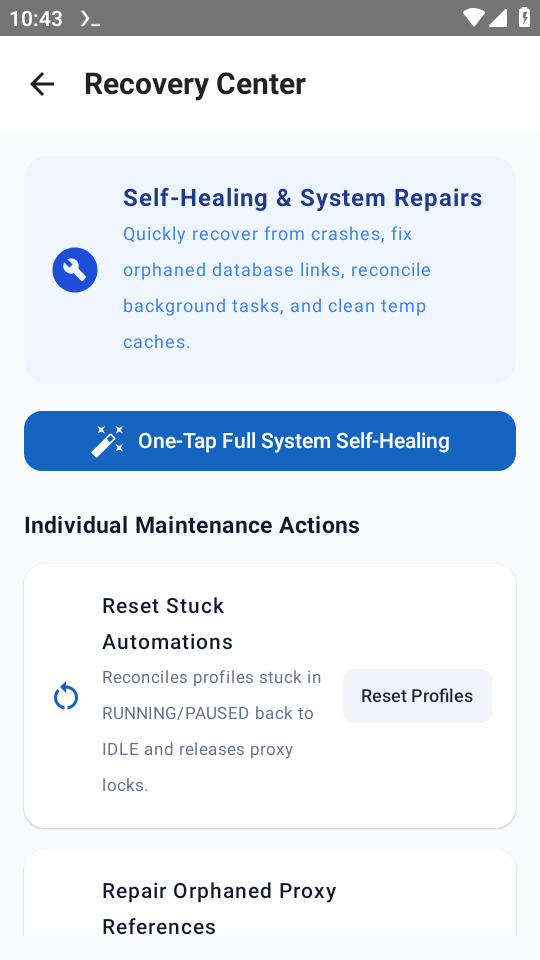 10:43
Recovery Center
Self-Healing & System Repairs
Quickly recover from crashes, fix
orphaned database links, reconcile
background tasks, and clean temp
caches.
One-Tap Full System Self-Healing
Individual Maintenance Actions
Reset Stuck
Automations
Reconciles profiles stuck in
RUNNING/PAUSED back to
IDLE and releases proxy
locks.
Reset Profiles
Repair Orphaned Proxy
References